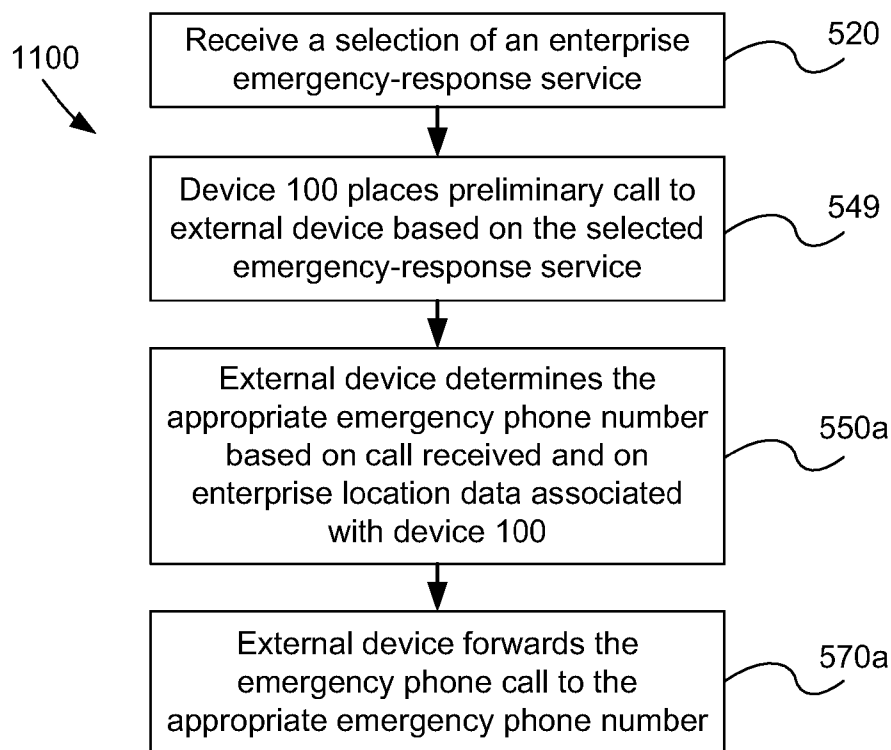 1100
Receive a selection of an enterprise
emergency-response service
520
Device 100 places preliminary call to
external device based on the selected
emergency-response service
549
External device determines the
appropriate emergency phone number
based on call received and on
enterprise location data associated
with device 100
550a
External device forwards the
emergency phone call to the
appropriate emergency phone number
570a